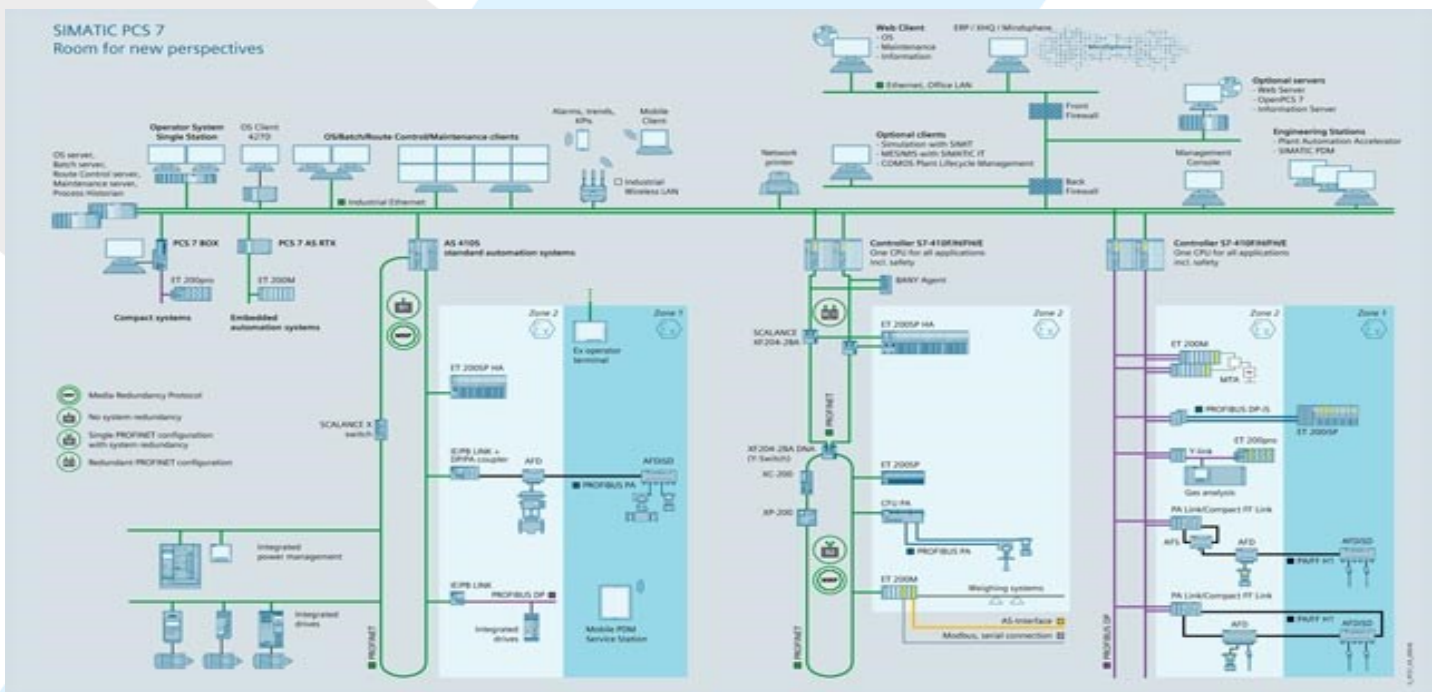 SIMATIC PCS 7
Room for new perspectives
Web Client
- OS
- Maintenance
- Information
ERP / XHQ / Mindsphere
MindSphere
Ethernet, Office LAN
Front
Firewall
Optional servers
- Web Server
- OpenPCS 7
- Information Server
Operator System
Single Station
OS Client
427D
OS/Batch/Route Control/Maintenance clients
Alarms, trends,
KPIs
Mobile
Client
Optional clients
- Simulation with SIMIT
- MES/MIS with SIMATIC IT
- COMOS Plant Lifecycle Management
Engineering Stations
- Plant Automation Accelerator
- SIMATIC PDM
OS server,
Batch server,
Route Control server,
Maintenance server,
Process Historian
Network
printer
Management
Console
Industrial
Wireless LAN
Back
Firewall
Industrial Ethernet
PCS 7 BOX
PCS 7 AS RTX
AS 410S
standard automation systems
Controller S7-410F/H/FH/E
One CPU for all applications
incl. safety
Controller S7-410F/H/FH/E
One CPU for all applications
incl. safety
ET 200pro
ET 200M
BANY Agent
Compact systems
Embedded
automation systems
Zone 2
Zone 1
Ex operator
terminal
SCALANCE
XF204-2BA
ET 200SP HA
Zone 2
Zone 2
Zone 1
ET 200M
MTA
ET 200SP HA
Media Redundancy Protocol
No system redundancy
Single PROFINET configuration
with system redundancy
Redundant PROFINET configuration
SCALANCE X
switch
PROFINET
PROFIBUS DP-iS
ET 200iSP
IE/PB LINK +
DP/PA coupler
AFD
AFDiSD
PROFIBUS PA
XF204-2BA DNA
(Y-Switch)
XC-200
ET 200SP
Y-link
ET 200pro
Gas analysis
XP-200
CFU PA
PROFIBUS PA
PA Link/Compact FF Link
AFS
AFD
AFDiSD
PA/FF H1
Integrated
power management
IE/PB LINK
PROFIBUS DP
MRP
ET 200M
Weighing systems
AS-Interface
Modbus, serial connection
PA Link/Compact FF Link
AFD
AFDiSD
PA/FF H1
Integrated
drives
Integrated
drives
Mobile PDM
Service Station
PROFINET
PROFINET
PROFIBUS DP